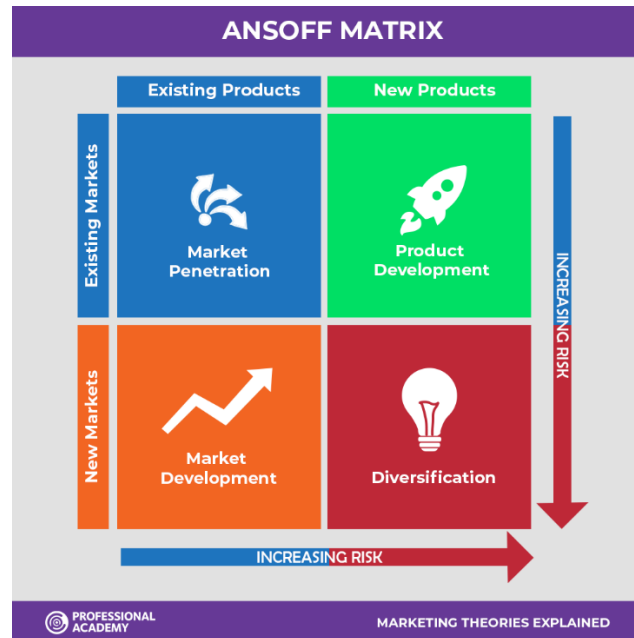 ANSOFF MATRIX
Existing Products
New Products
Existing Markets
Market
Penetration
Product
Development
INCREASING RISK
New Markets
Market
Development
Diversification
INCREASING RISK
PROFESSIONAL
ACADEMY
MARKETING THEORIES EXPLAINED